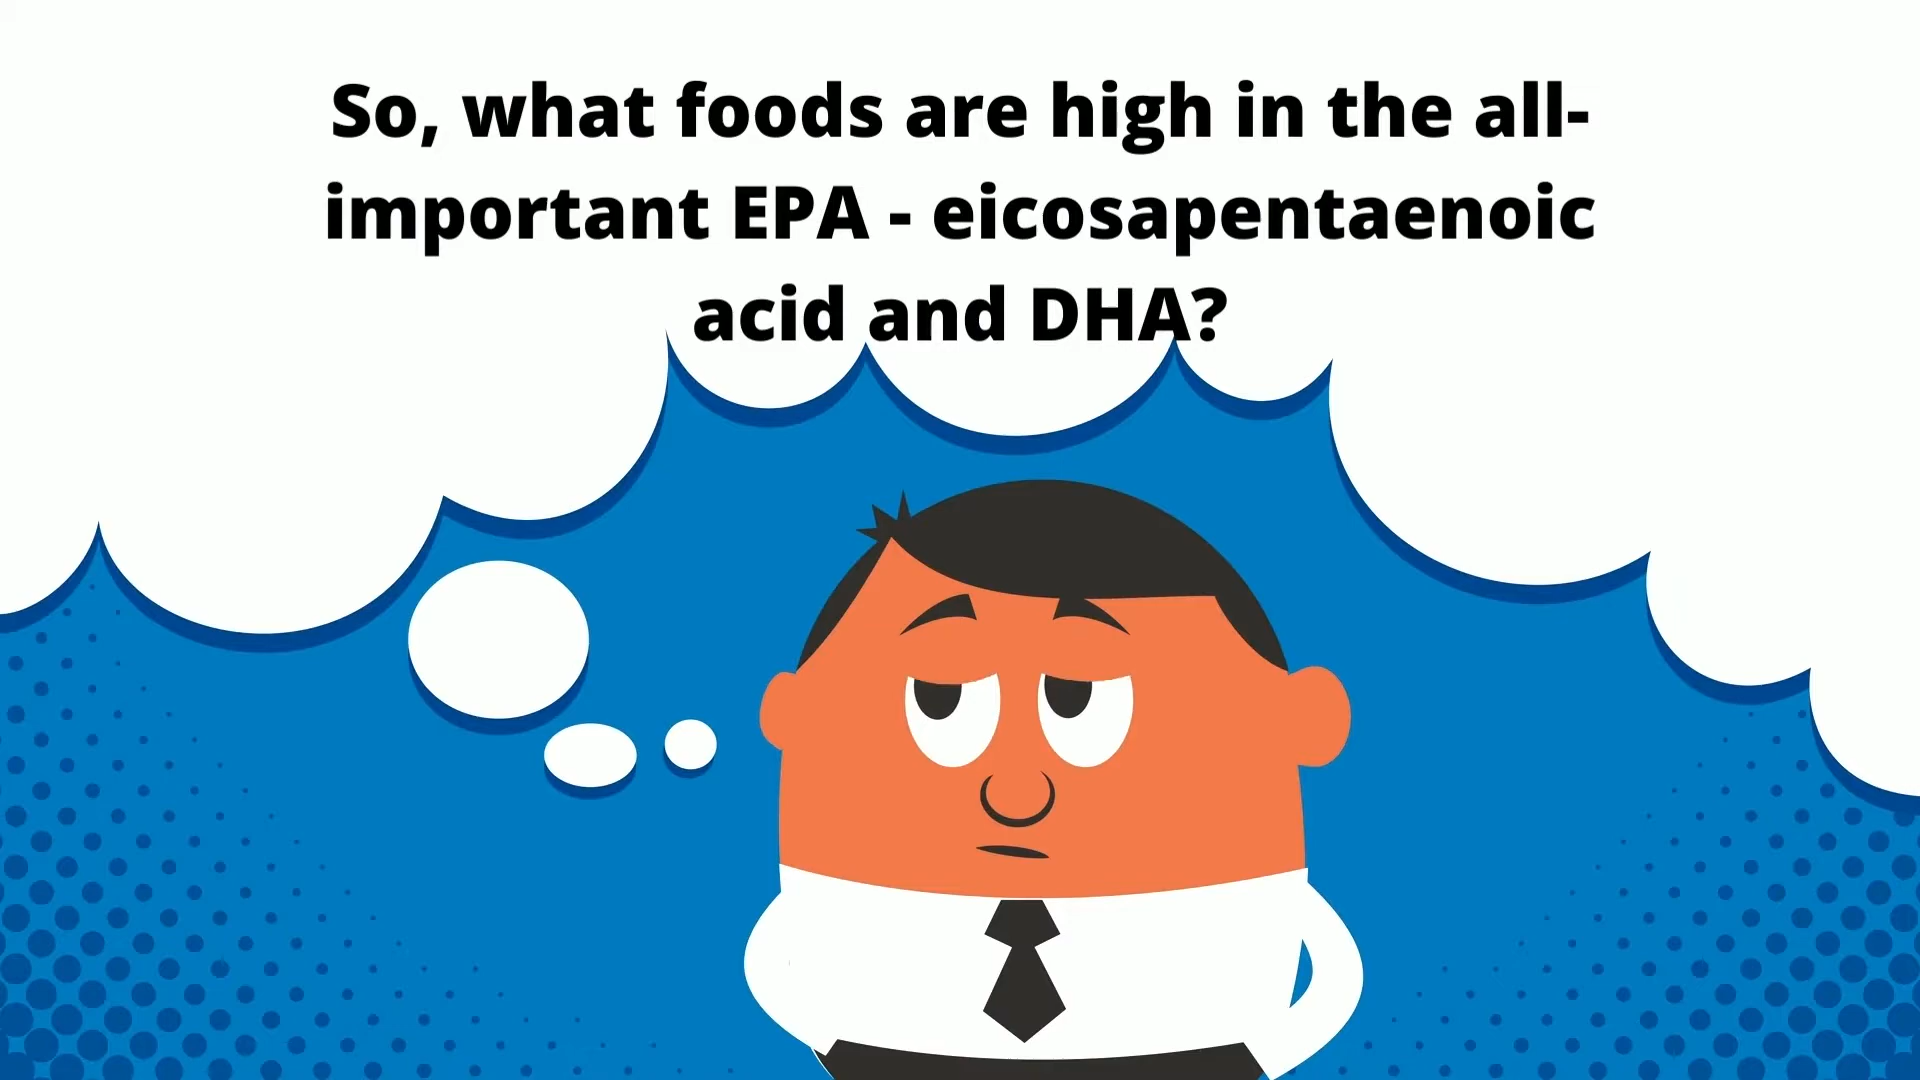 So, what foods are high in the all-
important EPA - eicosapentaenoic
acid and DHA?